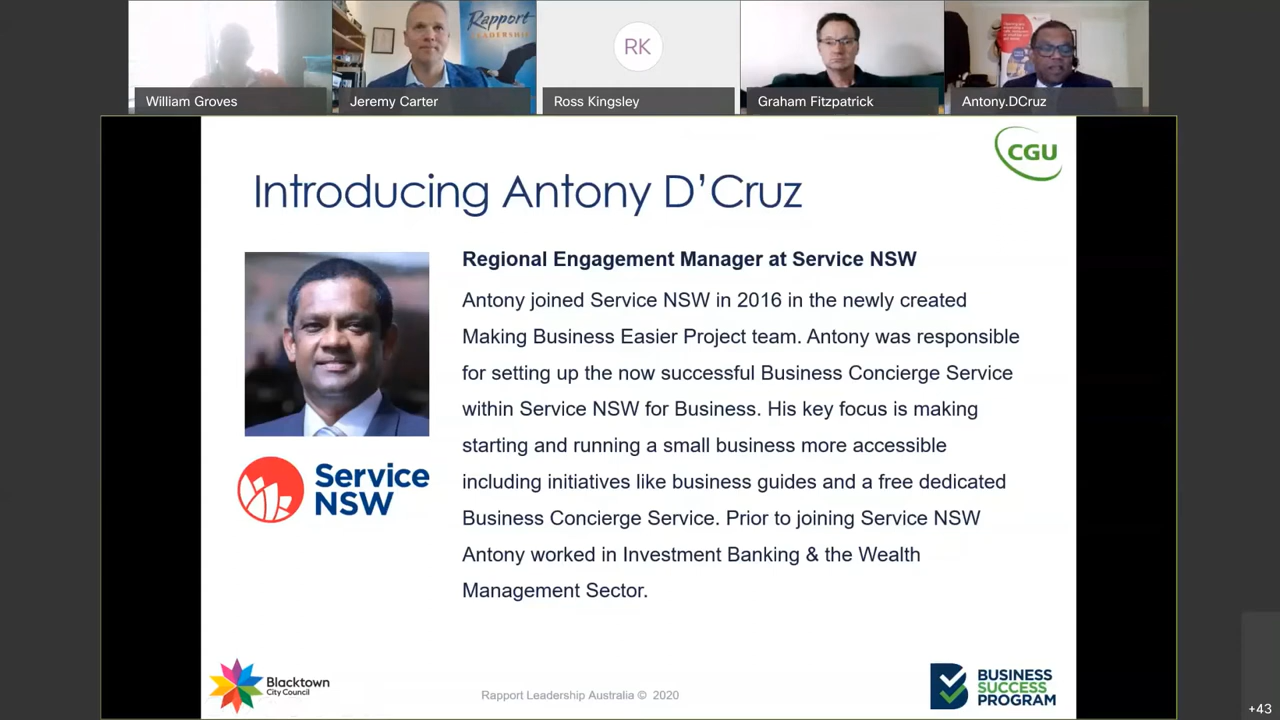 Rapport
LEADERSHIP
RK
William Groves
Jeremy Carter
Ross Kingsley
Graham Fitzpatrick
Antony.DCruz
CGU
Introducing Antony D'Cruz
Regional Engagement Manager at Service NSW
Antony joined Service NSW in 2016 in the newly created
Making Business Easier Project team. Antony was responsible
for setting up the now successful Business Concierge Service
within Service NSW for Business. His key focus is making
starting and running a small business more accessible
including initiatives like business guides and a free dedicated
Business Concierge Service. Prior to joining Service NSW
Antony worked in Investment Banking & the Wealth
Management Sector.
Service
NSW
Blacktown
City Council
Rapport Leadership Australia © 2020
BUSINESS
SUCCESS
PROGRAM
+43